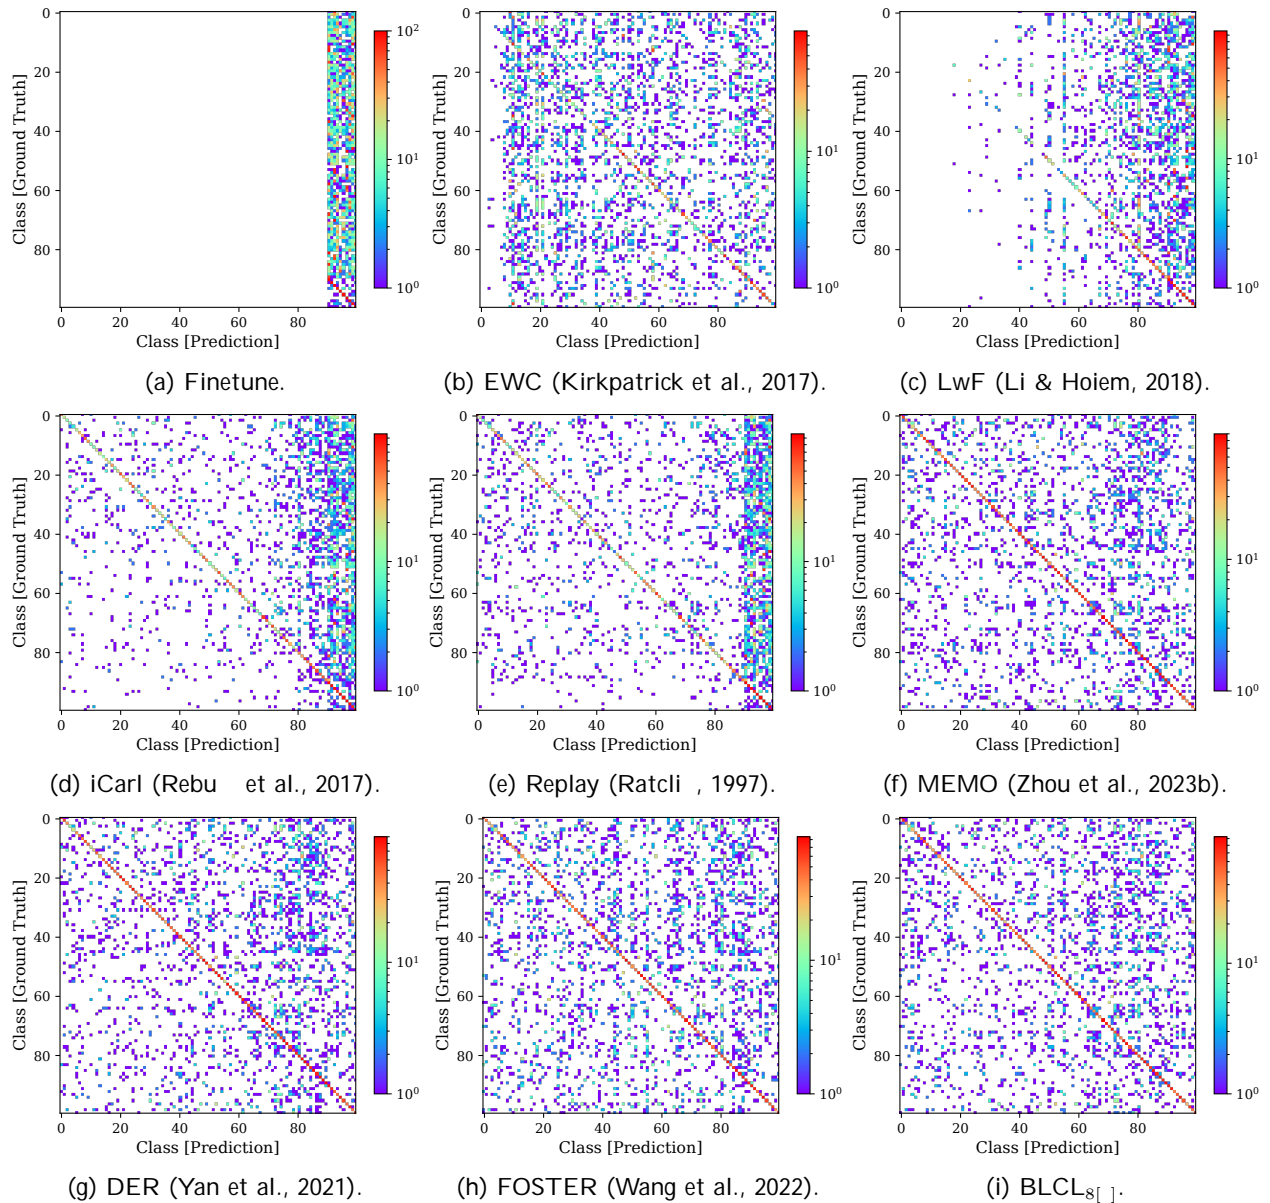 0
20
40
60
80
0 20 40 60 80
Class [Ground Truth]
Class [Prediction]
10² 10¹ 10⁰
(a) Finetune.
0
20
40
60
80
0 20 40 60 80
Class [Ground Truth]
Class [Prediction]
10¹ 10⁰
(b) EWC (Kirkpatrick et al., 2017).
0
20
40
60
80
0 20 40 60 80
Class [Ground Truth]
Class [Prediction]
10¹ 10⁰
(c) LwF (Li & Hoiem, 2018).
0
20
40
60
80
0 20 40 60 80
Class [Ground Truth]
Class [Prediction]
10¹ 10⁰
(d) iCarl (Rebu et al., 2017).
0
20
40
60
80
0 20 40 60 80
Class [Ground Truth]
Class [Prediction]
10¹ 10⁰
(e) Replay (Ratcli , 1997).
0
20
40
60
80
0 20 40 60 80
Class [Ground Truth]
Class [Prediction]
10¹ 10⁰
(f) MEMO (Zhou et al., 2023b).
0
20
40
60
80
0 20 40 60 80
Class [Ground Truth]
Class [Prediction]
10¹ 10⁰
(g) DER (Yan et al., 2021).
0
20
40
60
80
0 20 40 60 80
Class [Ground Truth]
Class [Prediction]
10¹ 10⁰
(h) FOSTER (Wang et al., 2022).
0
20
40
60
80
0 20 40 60 80
Class [Ground Truth]
Class [Prediction]
10¹ 10⁰
(i) BLCL₈[ ].